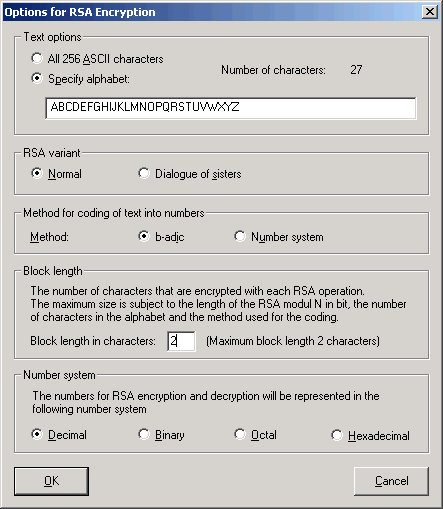 Options for RSA Encryption
Text options
All 256 ASCII characters
Number of characters: 27
Specify alphabet:
ABCDEFGHIJKLMNOPQRSTUVWXYZ
RSA variant
Normal
Dialogue of sisters
Method for coding of text into numbers
Method:
b-adic
Number system
Block length
The number of characters that are encrypted with each RSA operation.
The maximum size is subject to the length of the RSA modul N in bit, the number
of characters in the alphabet and the method used for the coding.
Block length in characters: 2 (Maximum block length 2 characters)
Number system
The numbers for RSA encryption and decryption will be represented in the
following number system
Decimal
Binary
Octal
Hexadecimal
OK
Cancel